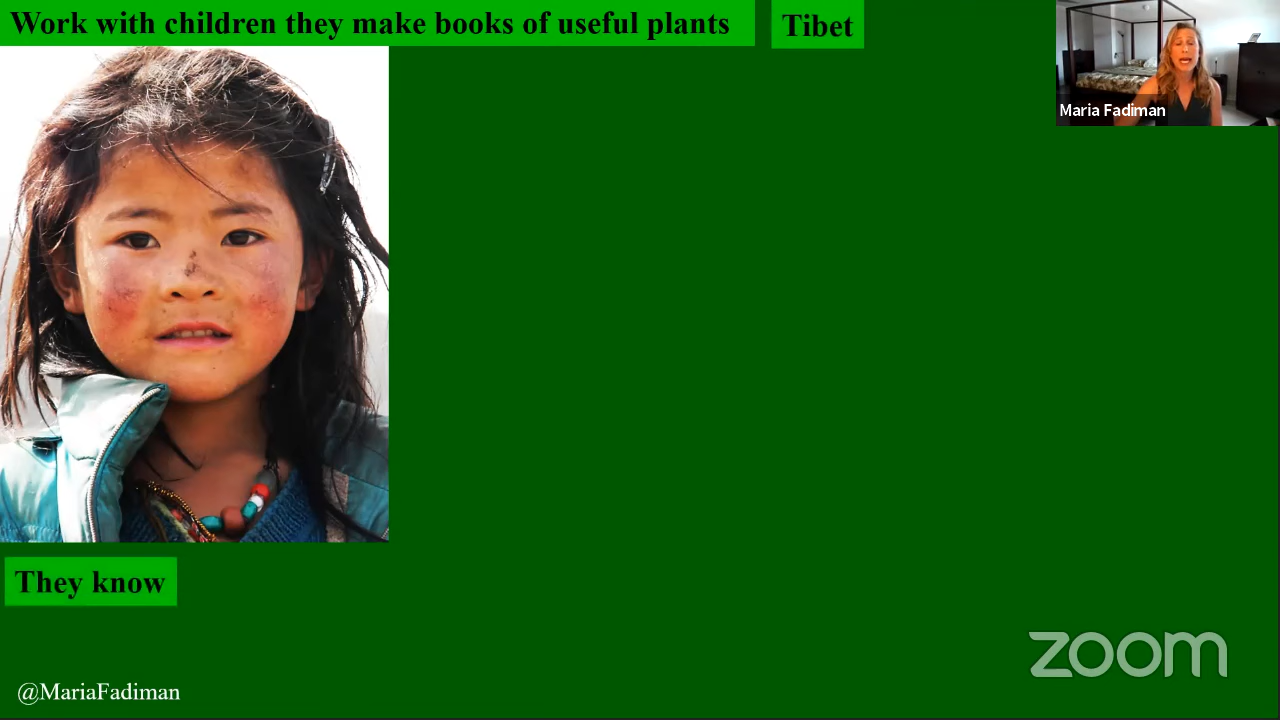 Work with children they make books of useful plants
Tibet
Maria Fadiman
They know
zoom
@MariaFadiman